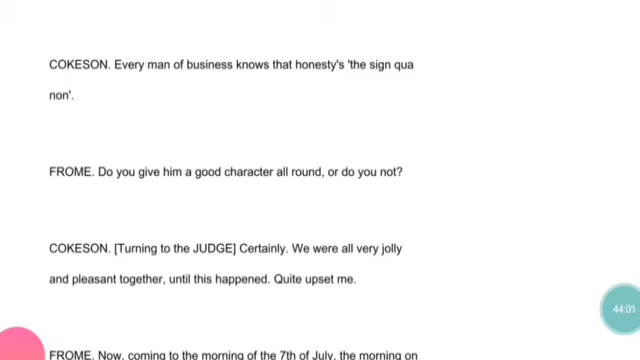 COKESON. Every man of business knows that honesty's 'the sign qua
non'.
FROME. Do you give him a good character all round, or do you not?
COKESON. [Turning to the JUDGE] Certainly. We were all very jolly
and pleasant together, until this happened. Quite upset me.
44:01
FROME. Now, coming to the morning of the 7th of July, the morning on